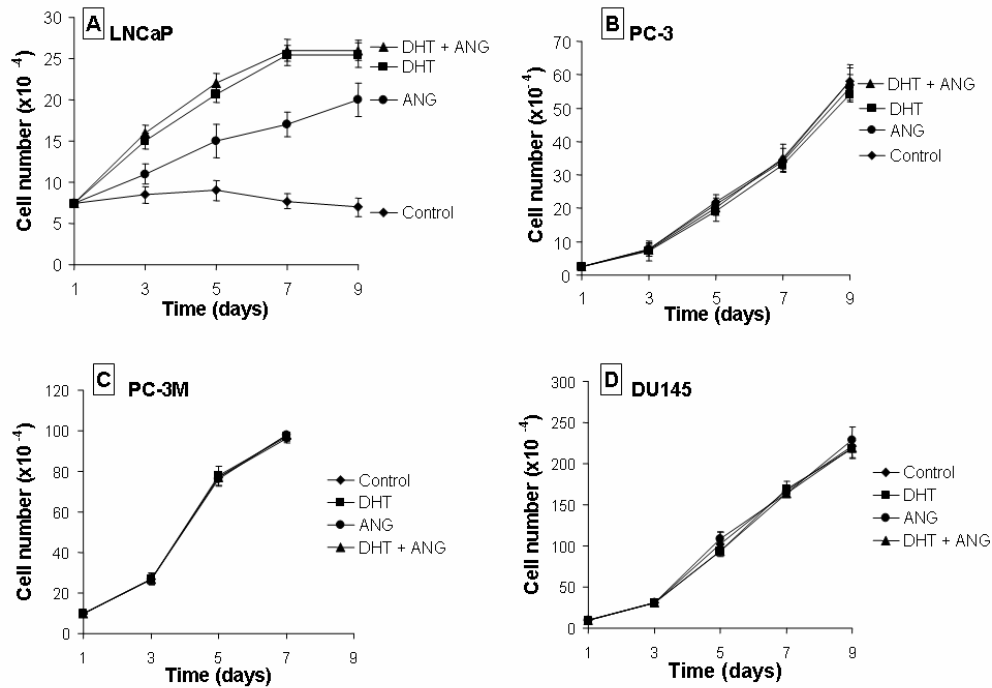 A LNCaP
Cell number (x10⁻⁴)
30
25
20
15
10
5
0
1 3 5 7 9
Time (days)
DHT + ANG
DHT
ANG
Control
B PC-3
Cell number (x10⁻⁴)
70
60
50
40
30
20
10
0
1 3 5 7 9
Time (days)
DHT + ANG
DHT
ANG
Control
C PC-3M
Cell number (x10⁻⁴)
120
100
80
60
40
20
0
1 3 5 7 9
Time (days)
Control
DHT
ANG
DHT + ANG
D DU145
Cell number (x10⁻⁴)
300
250
200
150
100
50
0
1 3 5 7 9
Time (days)
Control
DHT
ANG
DHT + ANG